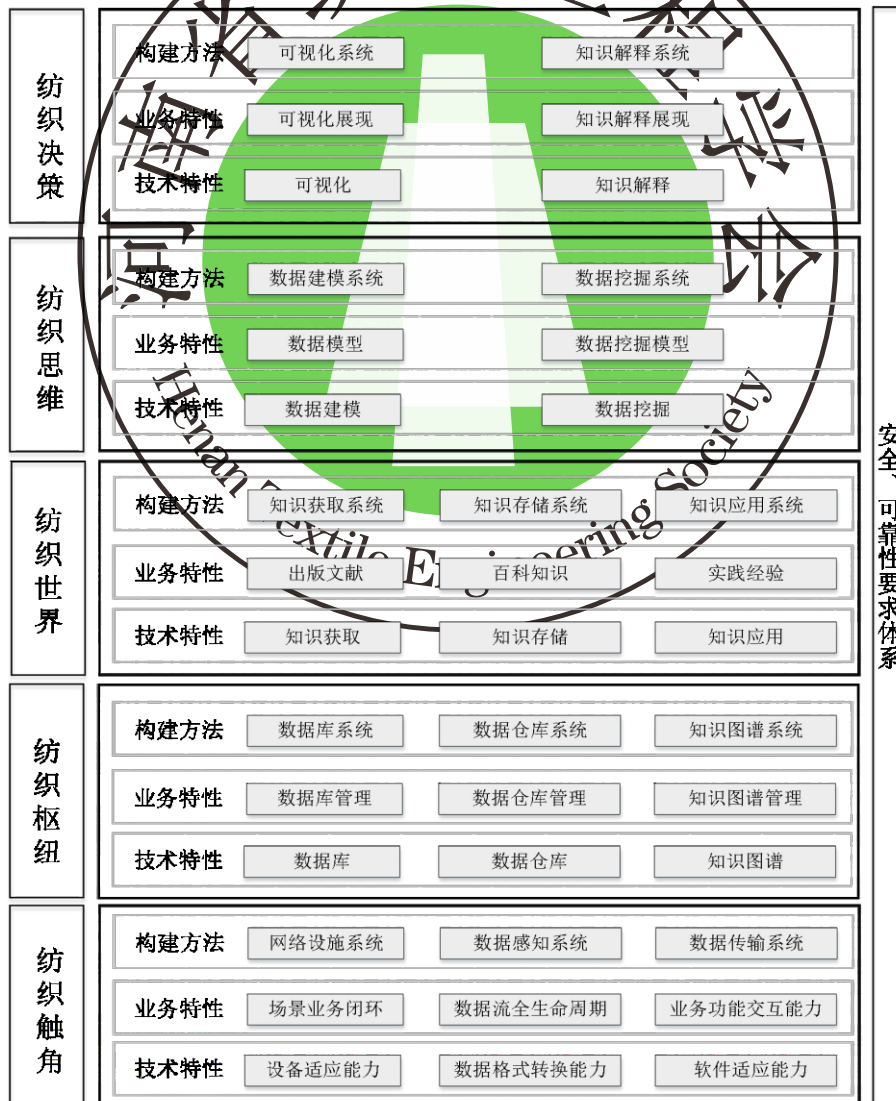 纺织决策
构建方法 可视化系统 知识解释系统
业务特性 可视化展现 知识解释展现
技术特性 可视化 知识解释
纺织思维
构建方法 数据建模系统 数据挖掘系统
业务特性 数据模型 数据挖掘模型
技术特性 数据建模 数据挖掘
纺织世界
构建方法 知识获取系统 知识存储系统 知识应用系统
业务特性 出版文献 百科知识 实践经验
技术特性 知识获取 知识存储 知识应用
纺织枢纽
构建方法 数据库系统 数据仓库系统 知识图谱系统
业务特性 数据库管理 数据仓库管理 知识图谱管理
技术特性 数据库 数据仓库 知识图谱
纺织触角
构建方法 网络设施系统 数据感知系统 数据传输系统
业务特性 场景业务闭环 数据流全生命周期 业务功能交互能力
技术特性 设备适应能力 数据格式转换能力 软件适应能力
安全、可靠性要求体系
河南省 程学会
Henan Textile Engineering Society